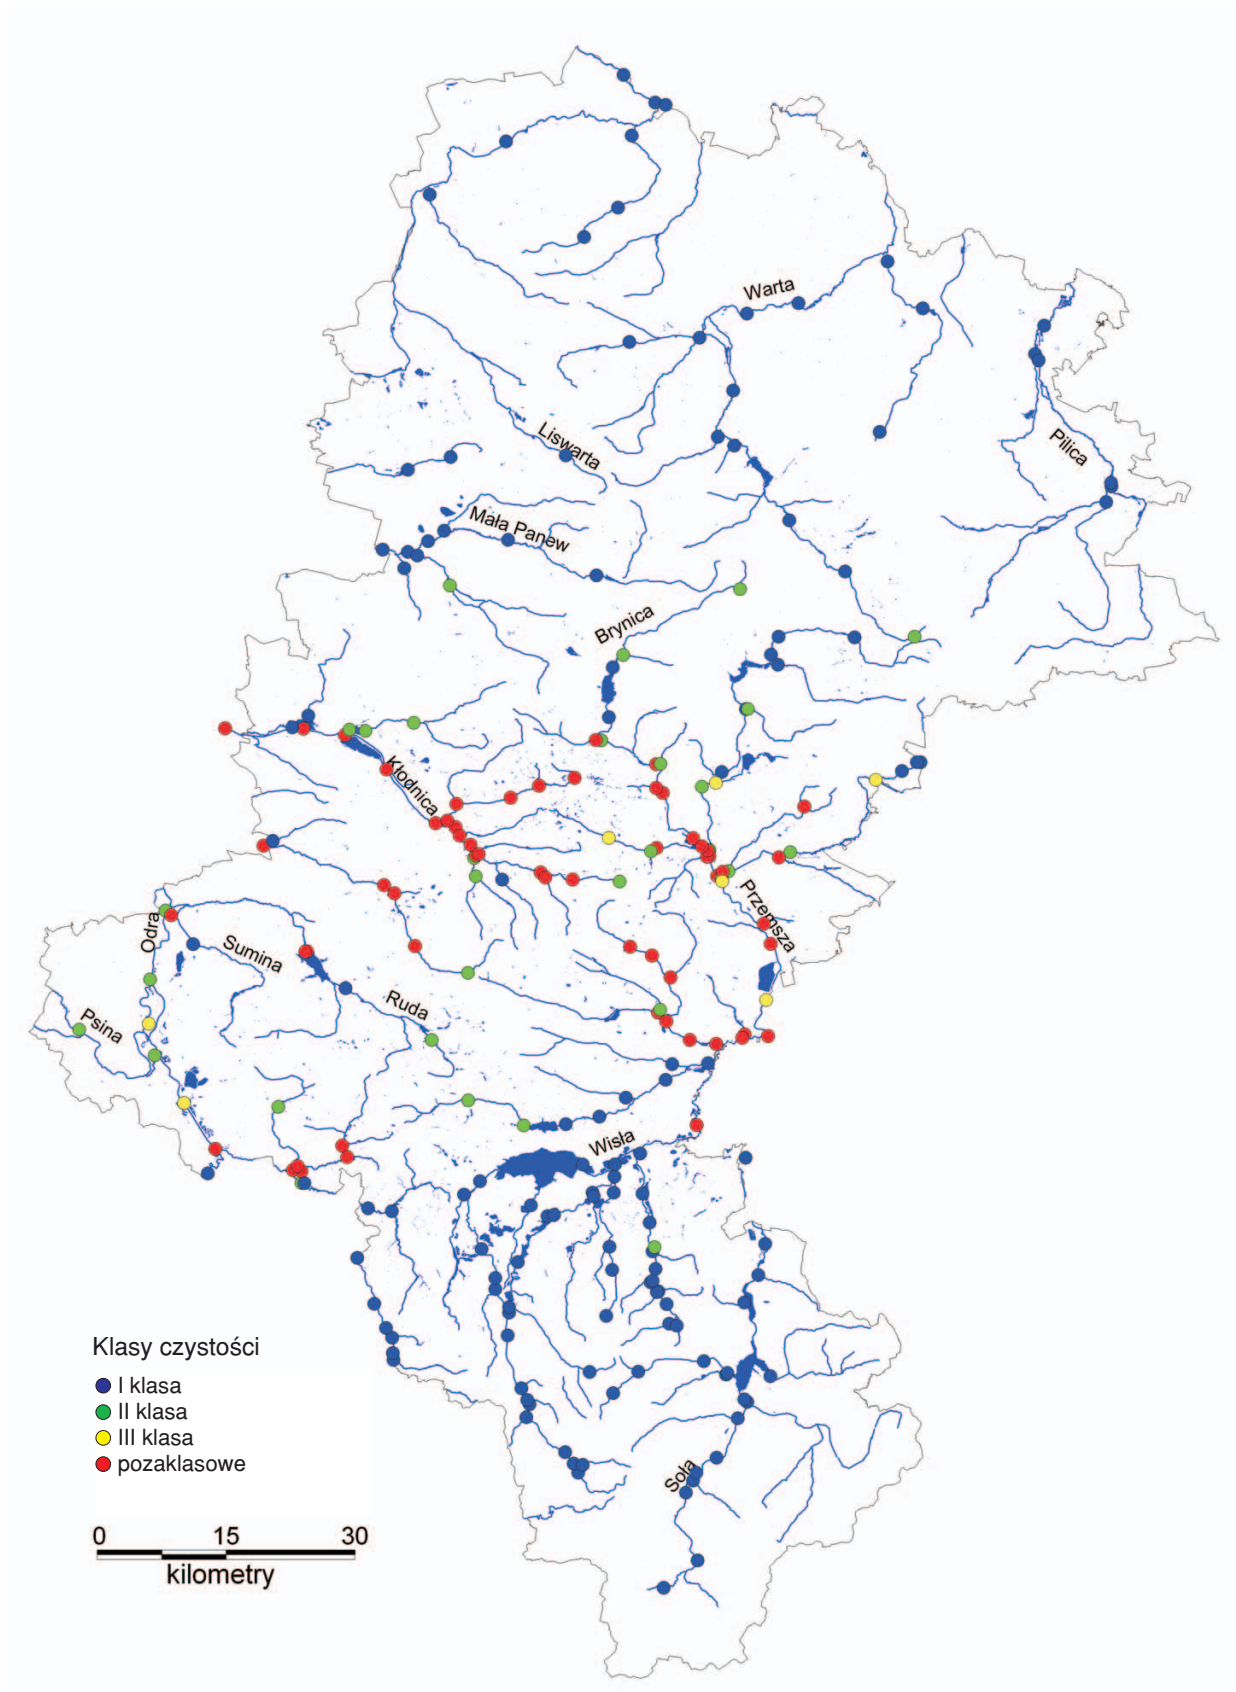 Warta
Liswarta
Pilica
Mała Panew
Brynica
Kłodnica
Przemsza
Odra
Sumina
Ruda
Psina
Wisła
Soła
Klasy czystości
I klasa
II klasa
III klasa
pozaklasowe
0 15 30
kilometry